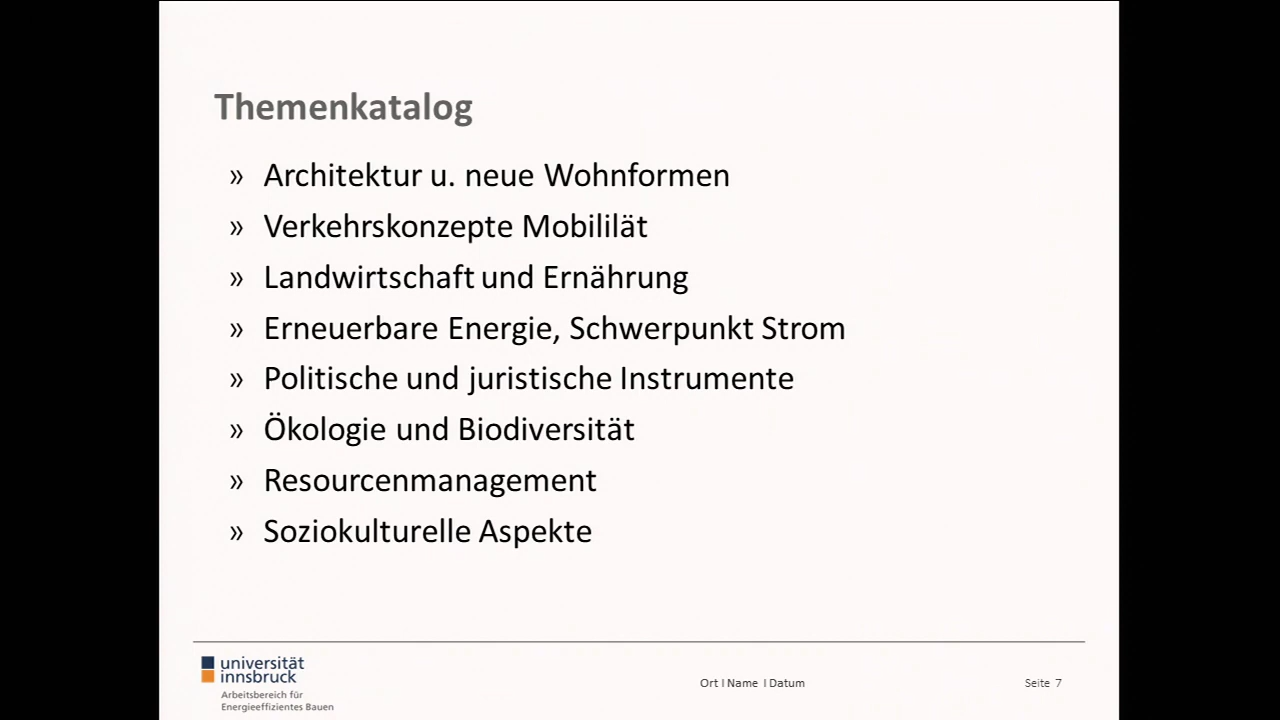 Themenkatalog
» Architektur u. neue Wohnformen
» Verkehrskonzepte Mobililät
» Landwirtschaft und Ernährung
» Erneuerbare Energie, Schwerpunkt Strom
» Politische und juristische Instrumente
» Ökologie und Biodiversität
» Resourcenmanagement
» Soziokulturelle Aspekte
universität
innsbruck
Arbeitsbereich für
Energieeffizientes Bauen
Ort I Name I Datum
Seite 7